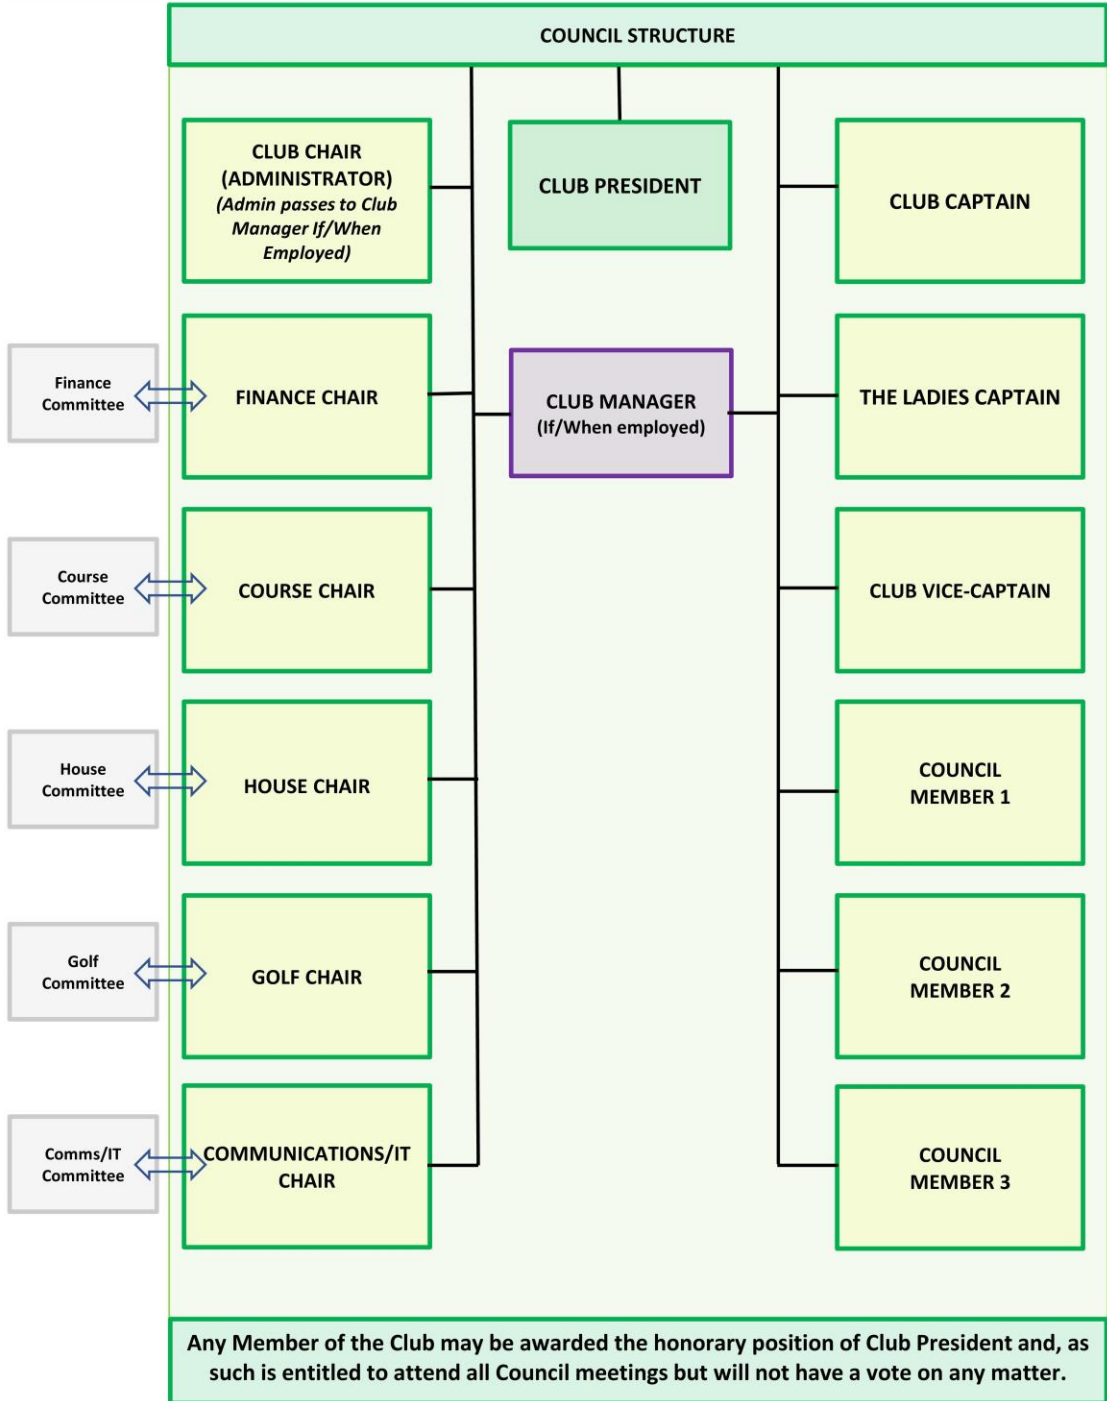 COUNCIL STRUCTURE
CLUB CHAIR
(ADMINISTRATOR)
(Admin passes to Club
Manager If/When
Employed)
CLUB PRESIDENT
CLUB CAPTAIN
Finance
Committee
FINANCE CHAIR
CLUB MANAGER
(If/When employed)
THE LADIES CAPTAIN
Course
Committee
COURSE CHAIR
CLUB VICE-CAPTAIN
House
Committee
HOUSE CHAIR
COUNCIL
MEMBER 1
Golf
Committee
GOLF CHAIR
COUNCIL
MEMBER 2
Comms/IT
Committee
COMMUNICATIONS/IT
CHAIR
COUNCIL
MEMBER 3
Any Member of the Club may be awarded the honorary position of Club President and, as
such is entitled to attend all Council meetings but will not have a vote on any matter.